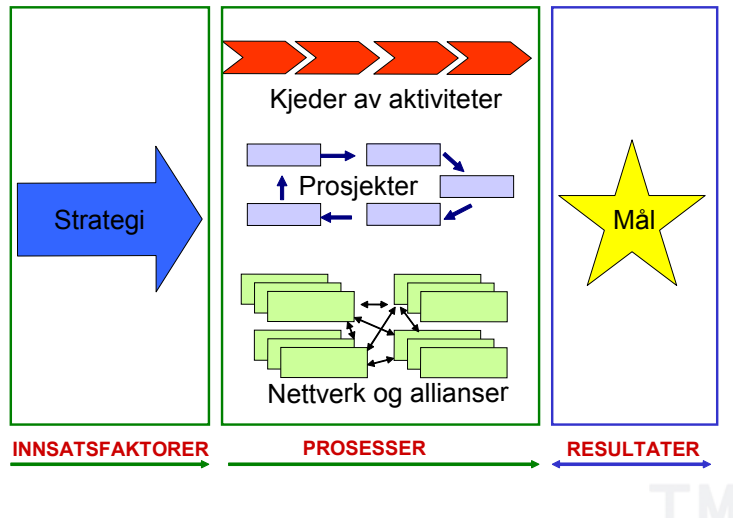 Kjeder av aktiviteter
Prosjekter
Strategi
Mål
Nettverk og allianser
INNSATSFAKTORER
PROSESSER
RESULTATER
TM